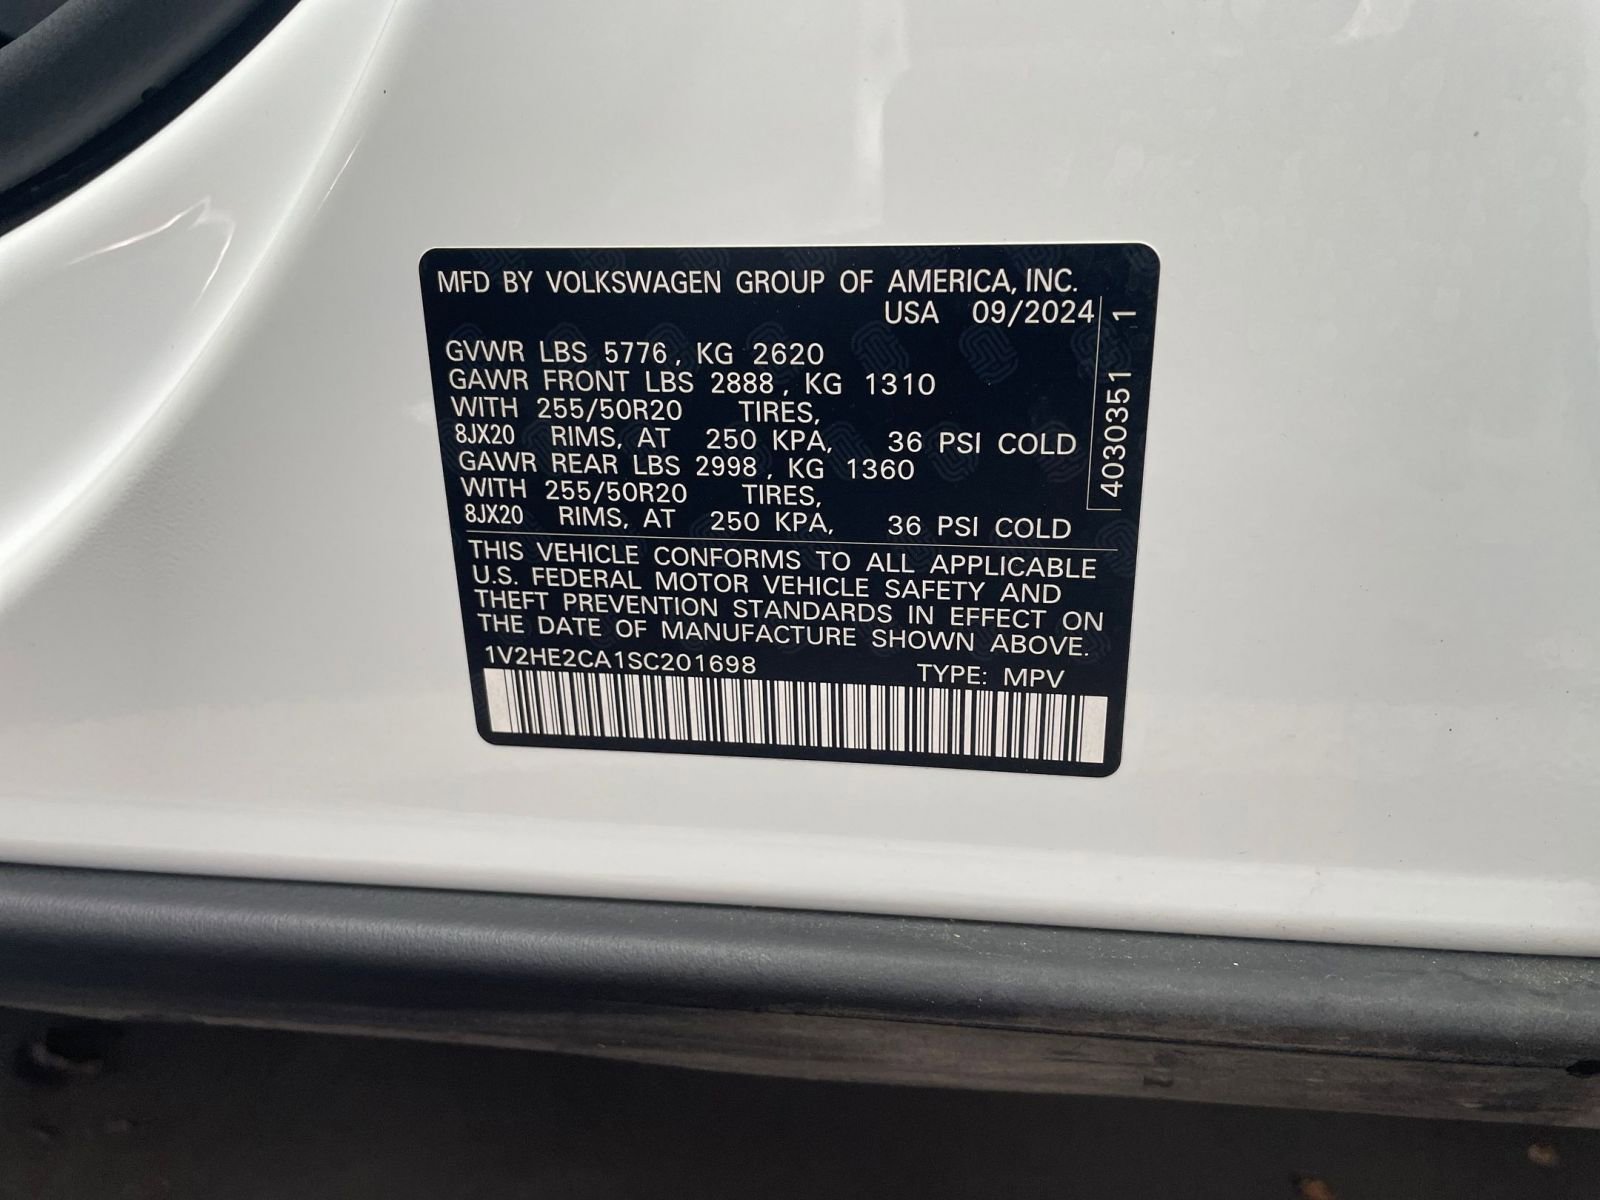 MFD BY VOLKSWAGEN GROUP OF AMERICA, INC.
USA 09/2024
GVWR LBS 5776, KG 2620
GAWR FRONT LBS 2888, KG 1310
WITH 255/50R20 TIRES,
8JX20 RIMS, AT 250 KPA, 36 PSI COLD
GAWR REAR LBS 2998, KG 1360
WITH 255/50R20 TIRES,
8JX20 RIMS, AT 250 KPA, 36 PSI COLD
THIS VEHICLE CONFORMS TO ALL APPLICABLE
U.S. FEDERAL MOTOR VEHICLE SAFETY AND
THEFT PREVENTION STANDARDS IN EFFECT ON
THE DATE OF MANUFACTURE SHOWN ABOVE.
1V2HE2CA1SC201698 TYPE: MPV
4030351 1